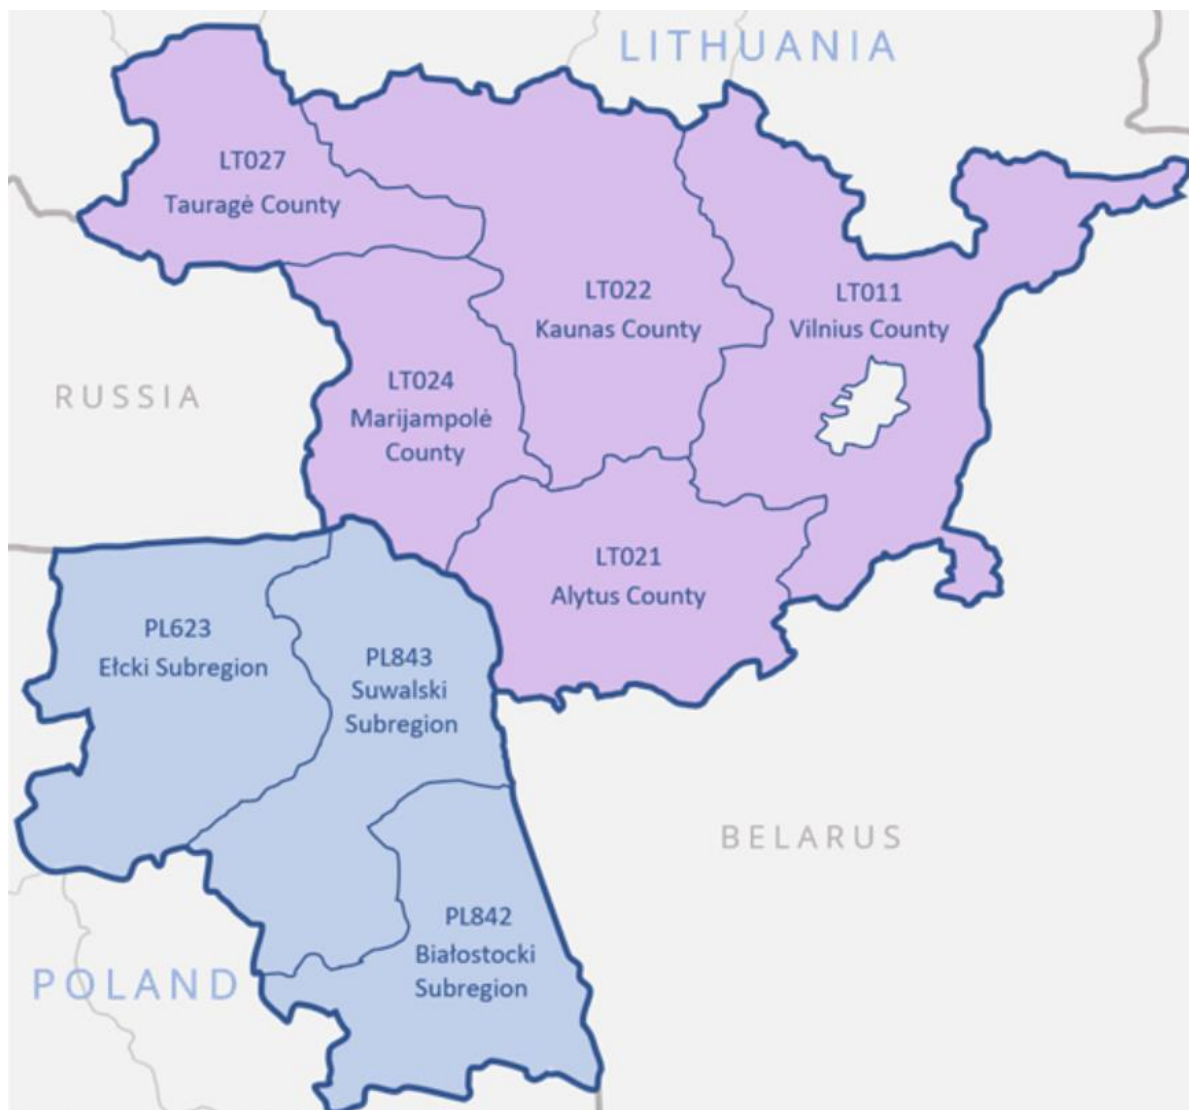 LITHUANIA
LT027
Tauragė County
LT022
Kaunas County
LT011
Vilnius County
RUSSIA
LT024
Marijampolė
County
LT021
Alytus County
PL623
Ełcki Subregion
PL843
Suwalski
Subregion
BELARUS
PL842
Białostocki
Subregion
POLAND